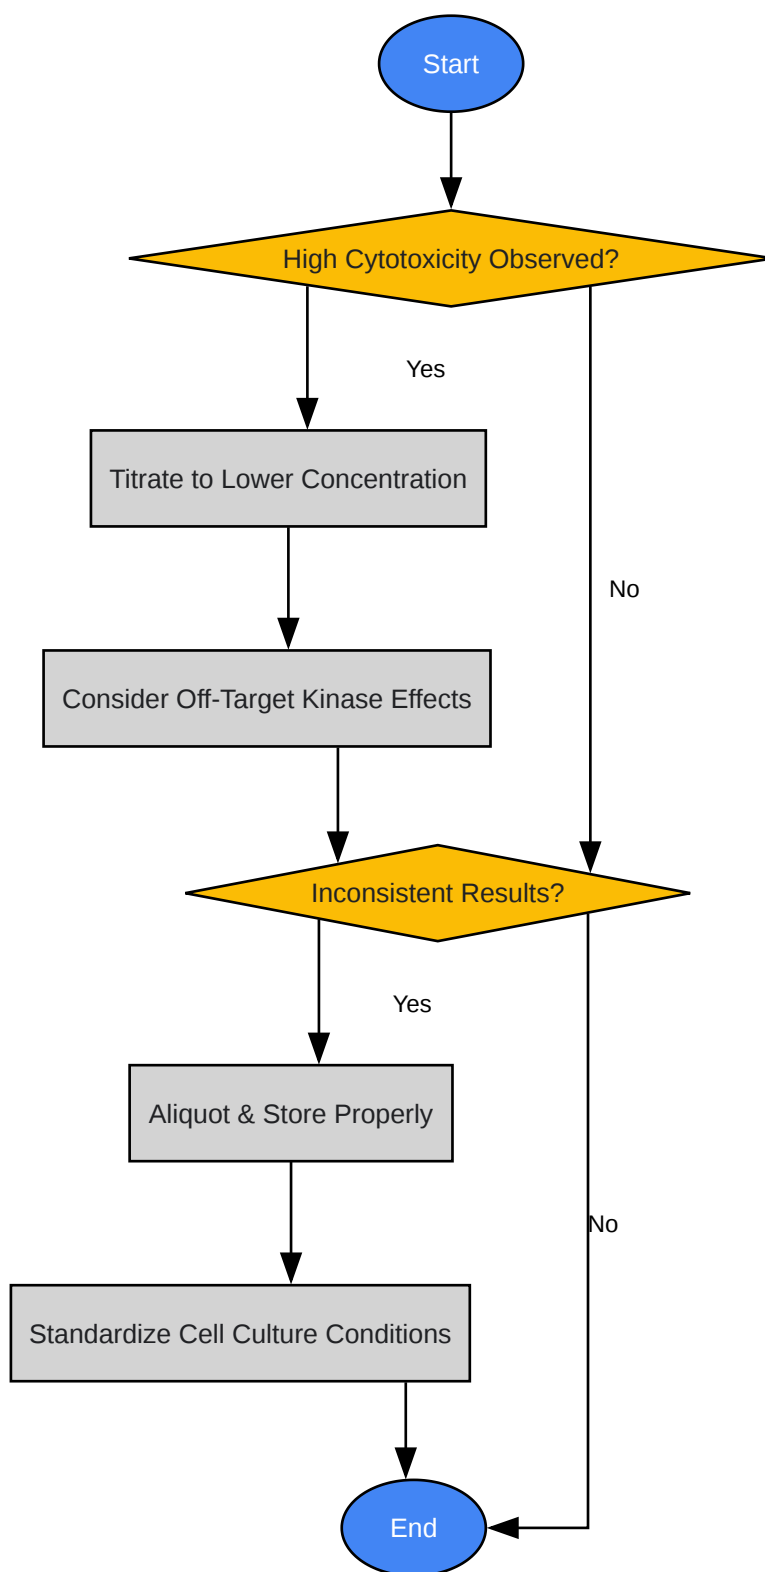 Start
High Cytotoxicity Observed?
Yes
Titrate to Lower Concentration
No
Consider Off-Target Kinase Effects
Inconsistent Results?
Yes
Aliquot & Store Properly
No
Standardize Cell Culture Conditions
End